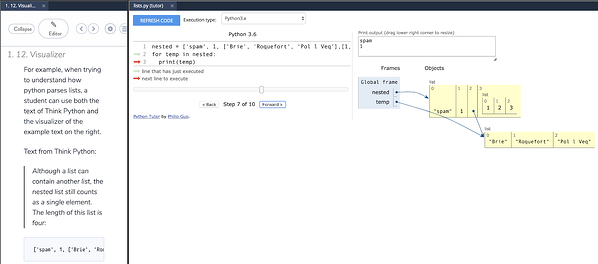 1. 12. Visuali...
lists.py (tutor)
Collapse
Editor
1. 12. Visualizer
For example, when trying
to understand how
python parses lists, a
student can use both the
text of Think Python and
the visualizer of the
example text on the right.
Text from Think Python:
Although a list can
contain another list, the
nested list still counts
as a single element.
The length of this list is
four:
['spam', 1, ['Brie', 'Roc
REFRESH CODE
Execution type:
Python3.x
Python 3.6
1 nested = ['spam', 1, ['Brie', 'Roquefort', 'Pol l Veq'],[1,
2 for temp in nested:
3 print(temp)
line that has just executed
next line to execute
< Back
Step 7 of 10
Forward >
Python Tutor by Philip Guo.
Print output (drag lower right corner to resize)
spam
1
Frames
Objects
Global frame
nested
temp
list
0 1 2 3
"spam" 1
list
0 1 2
1 2 3
list
0 1 2
"Brie" "Roquefort" "Pol l Veq"